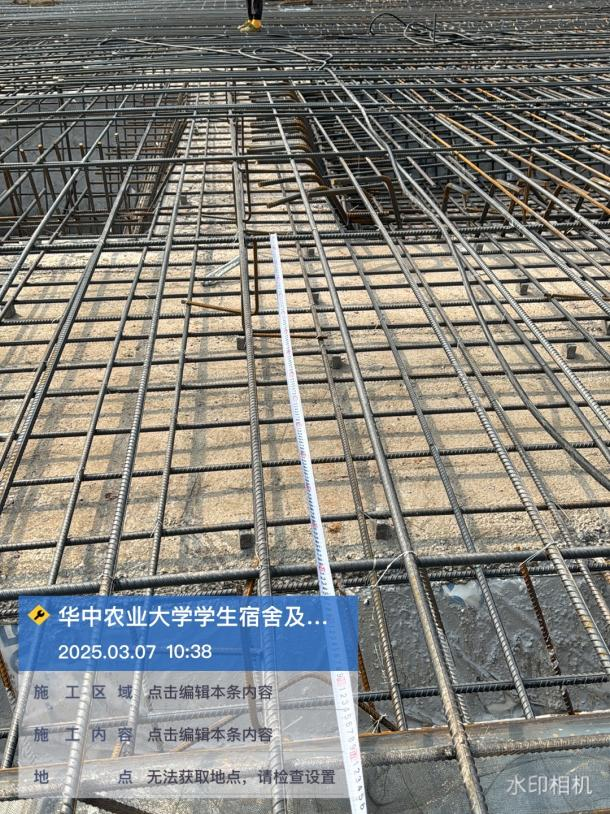 华中农业大学学生宿舍及...
2025.03.07 10:38
施工区域 点击编辑本条内容
施工内容 点击编辑本条内容
地点 无法获取地点，请检查设置
水印相机